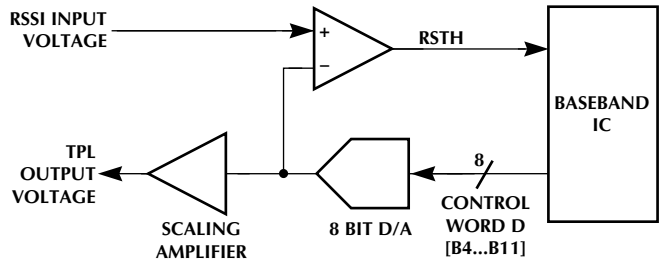 RSSI INPUT
VOLTAGE
+
–
RSTH
BASEBAND
IC
TPL
OUTPUT
VOLTAGE
SCALING
AMPLIFIER
8 BIT D/A
8
CONTROL
WORD D
[B4...B11]